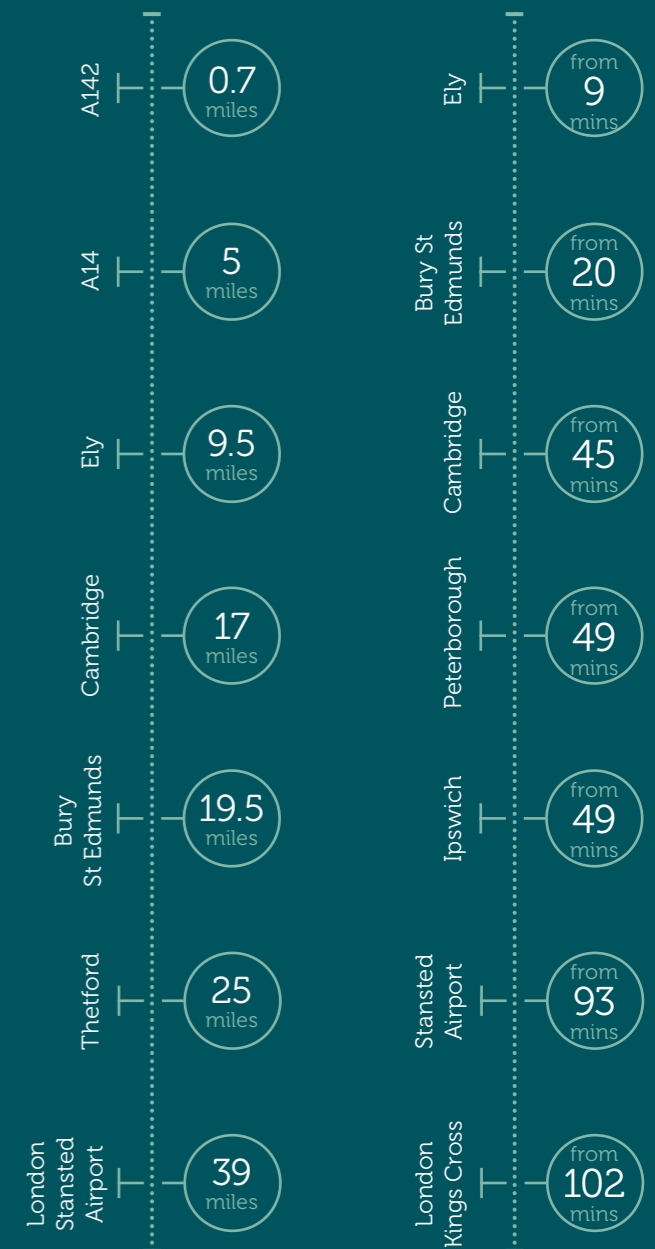 A142
0.7
miles
A14
5
miles
Ely
9.5
miles
Cambridge
17
miles
Bury
St Edmunds
19.5
miles
Thetford
25
miles
London
Stansted
Airport
39
miles
Ely
from
9
mins
Bury St
Edmunds
from
20
mins
Cambridge
from
45
mins
Peterborough
from
49
mins
Ipswich
from
49
mins
Stansted
Airport
from
93
mins
London
Kings Cross
from
102
mins